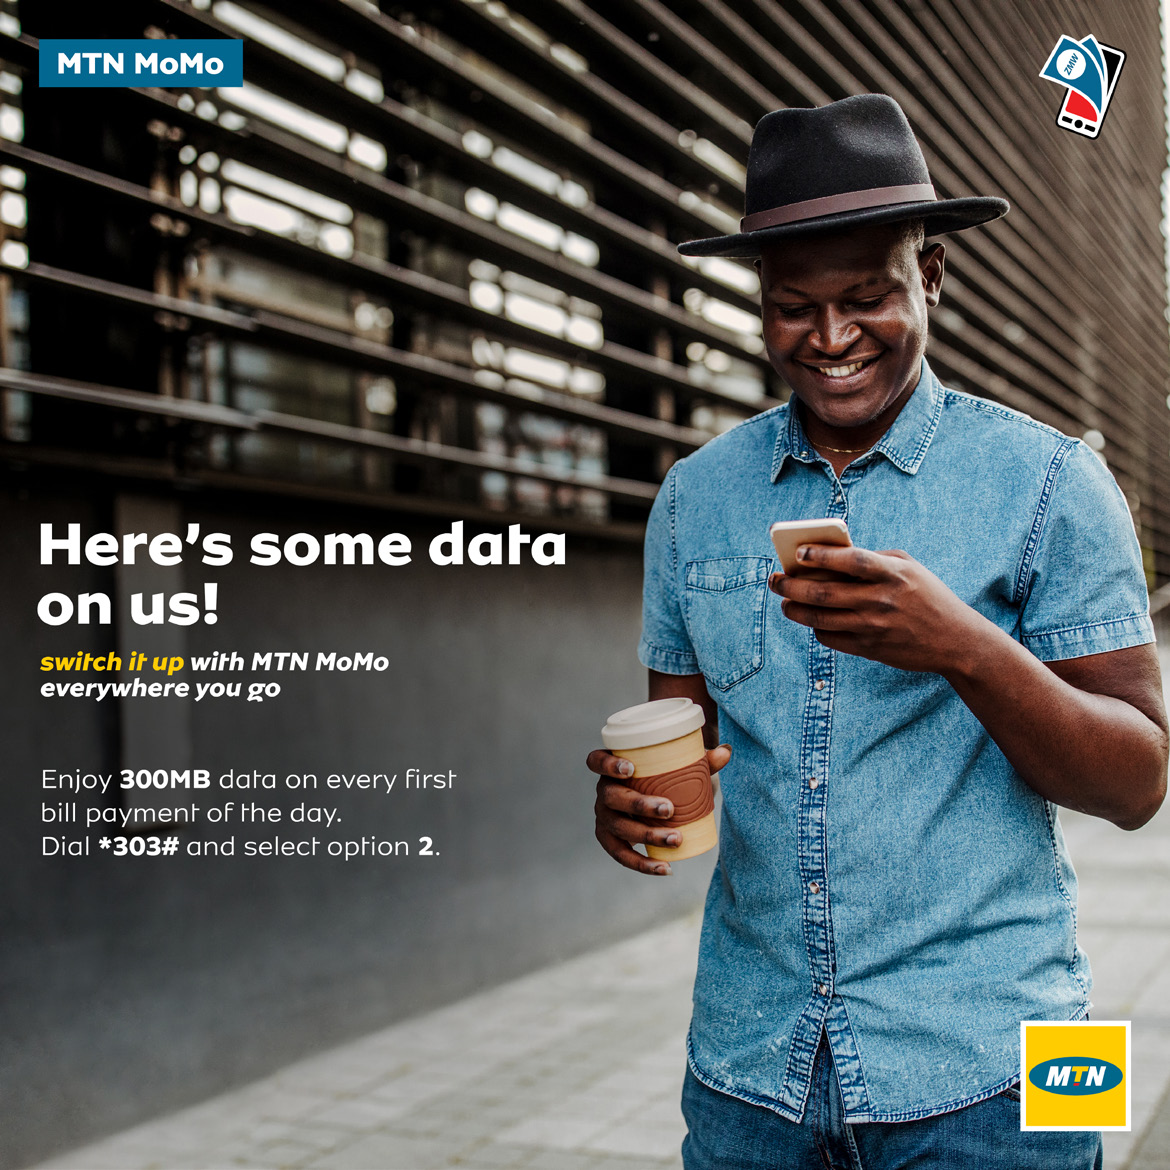 MTN MoMo
ZMW
Here's some data
on us!
switch it up with MTN MoMo
everywhere you go
Enjoy 300MB data on every first
bill payment of the day.
Dial *303# and select option 2.
MTN